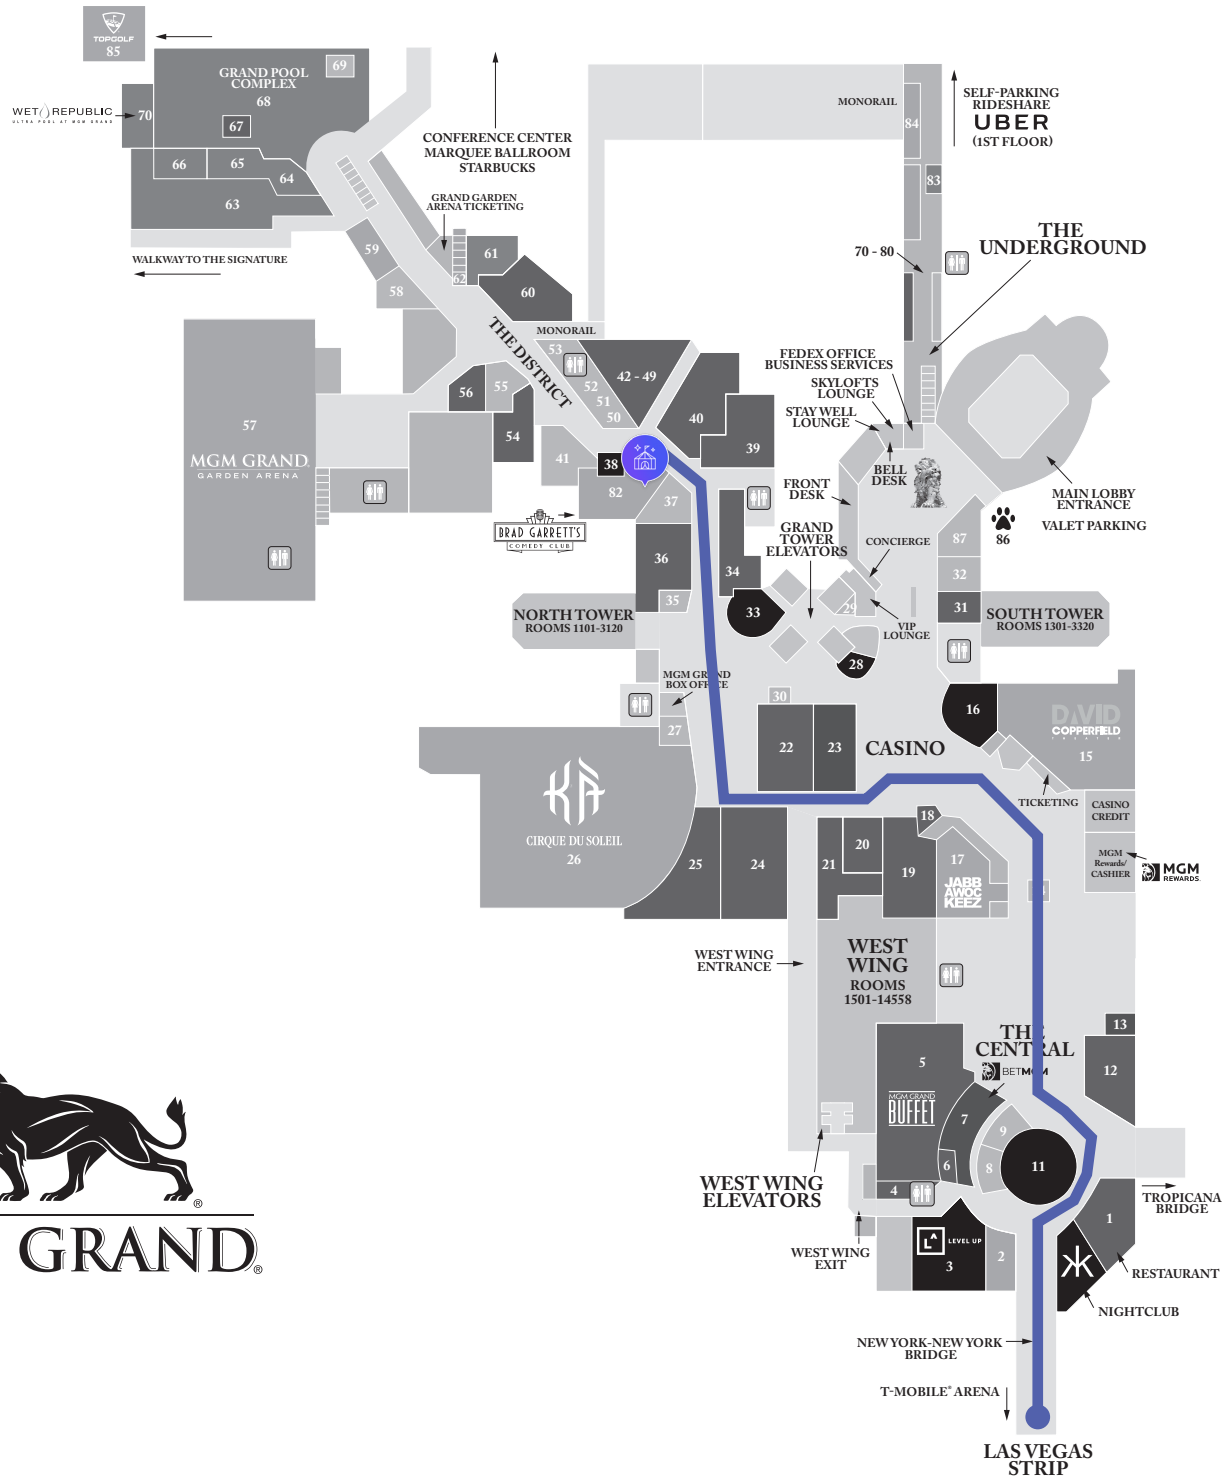 TOPGOLF
85
69
GRAND POOL
COMPLEX
68
WET REPUBLIC
ULTRA POOL AT MGM GRAND
70
67
66
65
64
63
CONFERENCE CENTER
MARQUEE BALLROOM
STARBUCKS
GRAND GARDEN
ARENA TICKETING
WALKWAY TO THE SIGNATURE
59
58
61
62
60
THE DISTRICT
MONORAIL
53
52
51
50
42 - 49
MONORAIL
84
83
SELF-PARKING
RIDESHARE
UBER
(1ST FLOOR)
THE
UNDERGROUND
70 - 80
FEDEX OFFICE
BUSINESS SERVICES
SKYLOFTS
LOUNGE
STAY WELL
LOUNGE
BELL
DESK
FRONT
DESK
MAIN LOBBY
ENTRANCE
VALET PARKING
86
57
MGM GRAND
GARDEN ARENA
56
55
54
41
38
82
37
40
39
BRAD GARRETT'S
COMEDY CLUB
36
35
34
33
GRAND
TOWER
ELEVATORS
CONCIERGE
29
VIP
LOUNGE
28
87
32
31
NORTH TOWER
ROOMS 1101-3120
SOUTH TOWER
ROOMS 1301-3320
MGM GRAND
BOX OFFICE
27
30
22
23
CASINO
16
DAVID
COPPERFIELD
THEATER
15
TICKETING
CASINO
CREDIT
MGM
Rewards/
CASHIER
MGM
REWARDS
KÀ
CIRQUE DU SOLEIL
26
25
24
21
20
19
18
17
JABB
AWOC
KEEZ
WEST WING
ENTRANCE
WEST
WING
ROOMS
1501-14558
THE
CENTRAL
BETMGM
13
12
5
MGM GRAND
BUFFET
7
6
9
8
11
4
WEST WING
ELEVATORS
WEST WING
EXIT
LEVEL UP
3
2
1
TROPICANA
BRIDGE
RESTAURANT
NIGHTCLUB
NEW YORK-NEW YORK
BRIDGE
T-MOBILE® ARENA
LAS VEGAS
STRIP
®
GRAND®